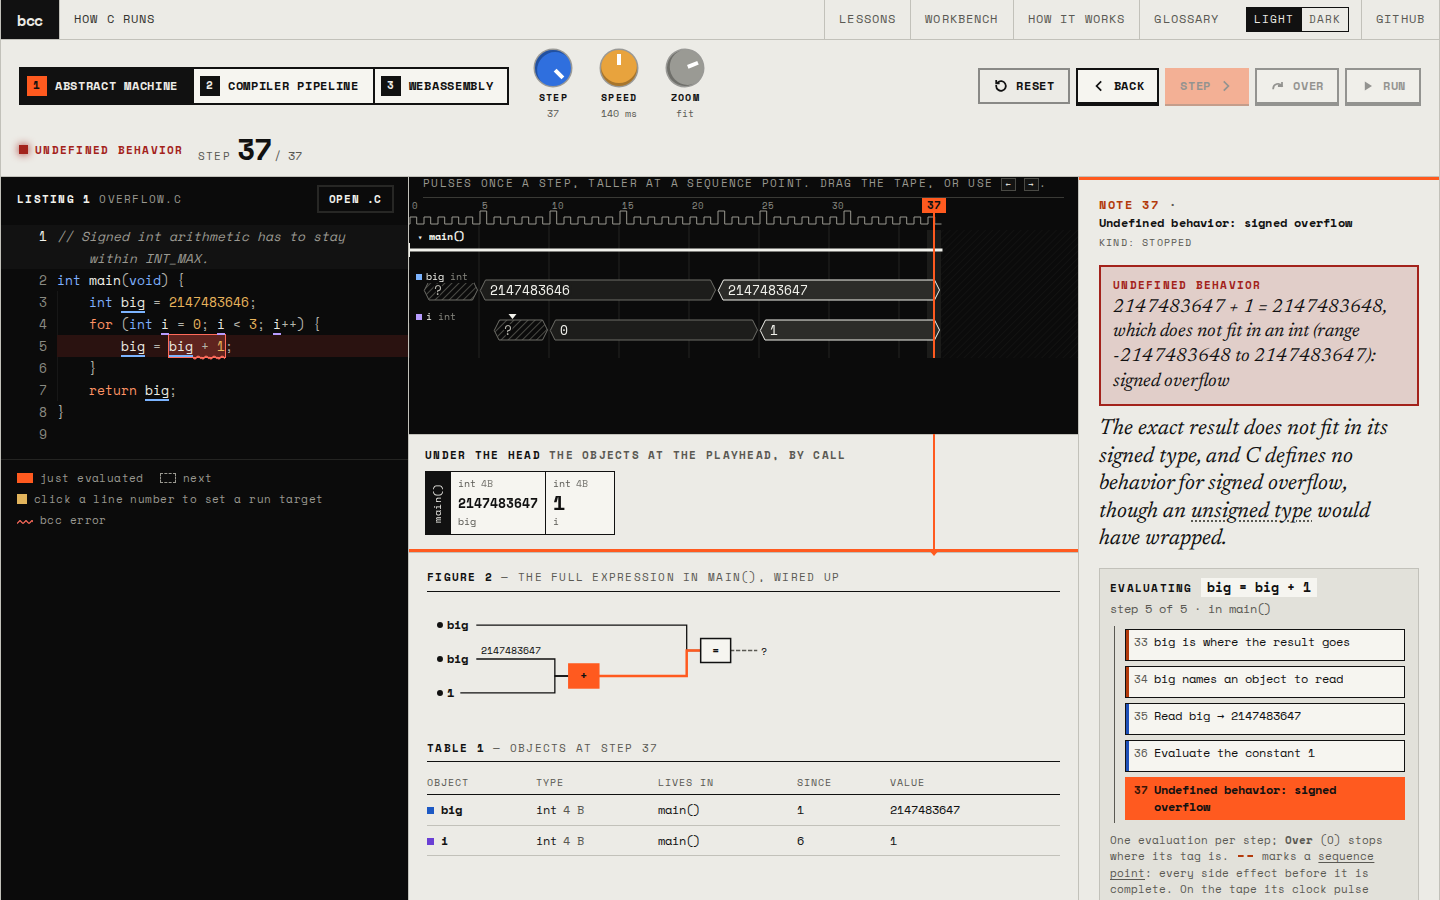 bcc HOW C RUNS LESSONS WORKBENCH HOW IT WORKS GLOSSARY LIGHT DARK GITHUB
1 ABSTRACT MACHINE 2 COMPILER PIPELINE 3 WEBASSEMBLY
STEP SPEED ZOOM
37 140 ms fit
RESET BACK STEP OVER RUN
UNDEFINED BEHAVIOR STEP 37 / 37
LISTING 1 OVERFLOW.C OPEN .C
1 // Signed int arithmetic has to stay
within INT_MAX.
2 int main(void) {
3 int big = 2147483646;
4 for (int i = 0; i < 3; i++) {
5 big = big + 1;
6 }
7 return big;
8 }
9
just evaluated next
click a line number to set a run target
bcc error
PULSES ONCE A STEP, TALLER AT A SEQUENCE POINT. DRAG THE TAPE, OR USE ← →.
0 5 10 15 20 25 30 37
main()
big int
? 2147483646 2147483647
i int
? 0 1
UNDER THE HEAD THE OBJECTS AT THE PLAYHEAD, BY CALL
main()
int 4B int 4B
2147483647 1
big i
FIGURE 2 — THE FULL EXPRESSION IN MAIN(), WIRED UP
big
big 2147483647
1
+
=
?
TABLE 1 — OBJECTS AT STEP 37
OBJECT TYPE LIVES IN SINCE VALUE
big int 4 B main() 1 2147483647
i int 4 B main() 6 1
NOTE 37 ·
Undefined behavior: signed overflow
KIND: STOPPED
UNDEFINED BEHAVIOR
2147483647 + 1 = 2147483648,
which does not fit in an int (range
-2147483648 to 2147483647):
signed overflow
The exact result does not fit in its
signed type, and C defines no
behavior for signed overflow,
though an unsigned type would
have wrapped.
EVALUATING big = big + 1
step 5 of 5 · in main()
33 big is where the result goes
34 big names an object to read
35 Read big → 2147483647
36 Evaluate the constant 1
37 Undefined behavior: signed
overflow
One evaluation per step; Over (O) stops
where its tag is. -- marks a sequence
point: every side effect before it is
complete. On the tape its clock pulse